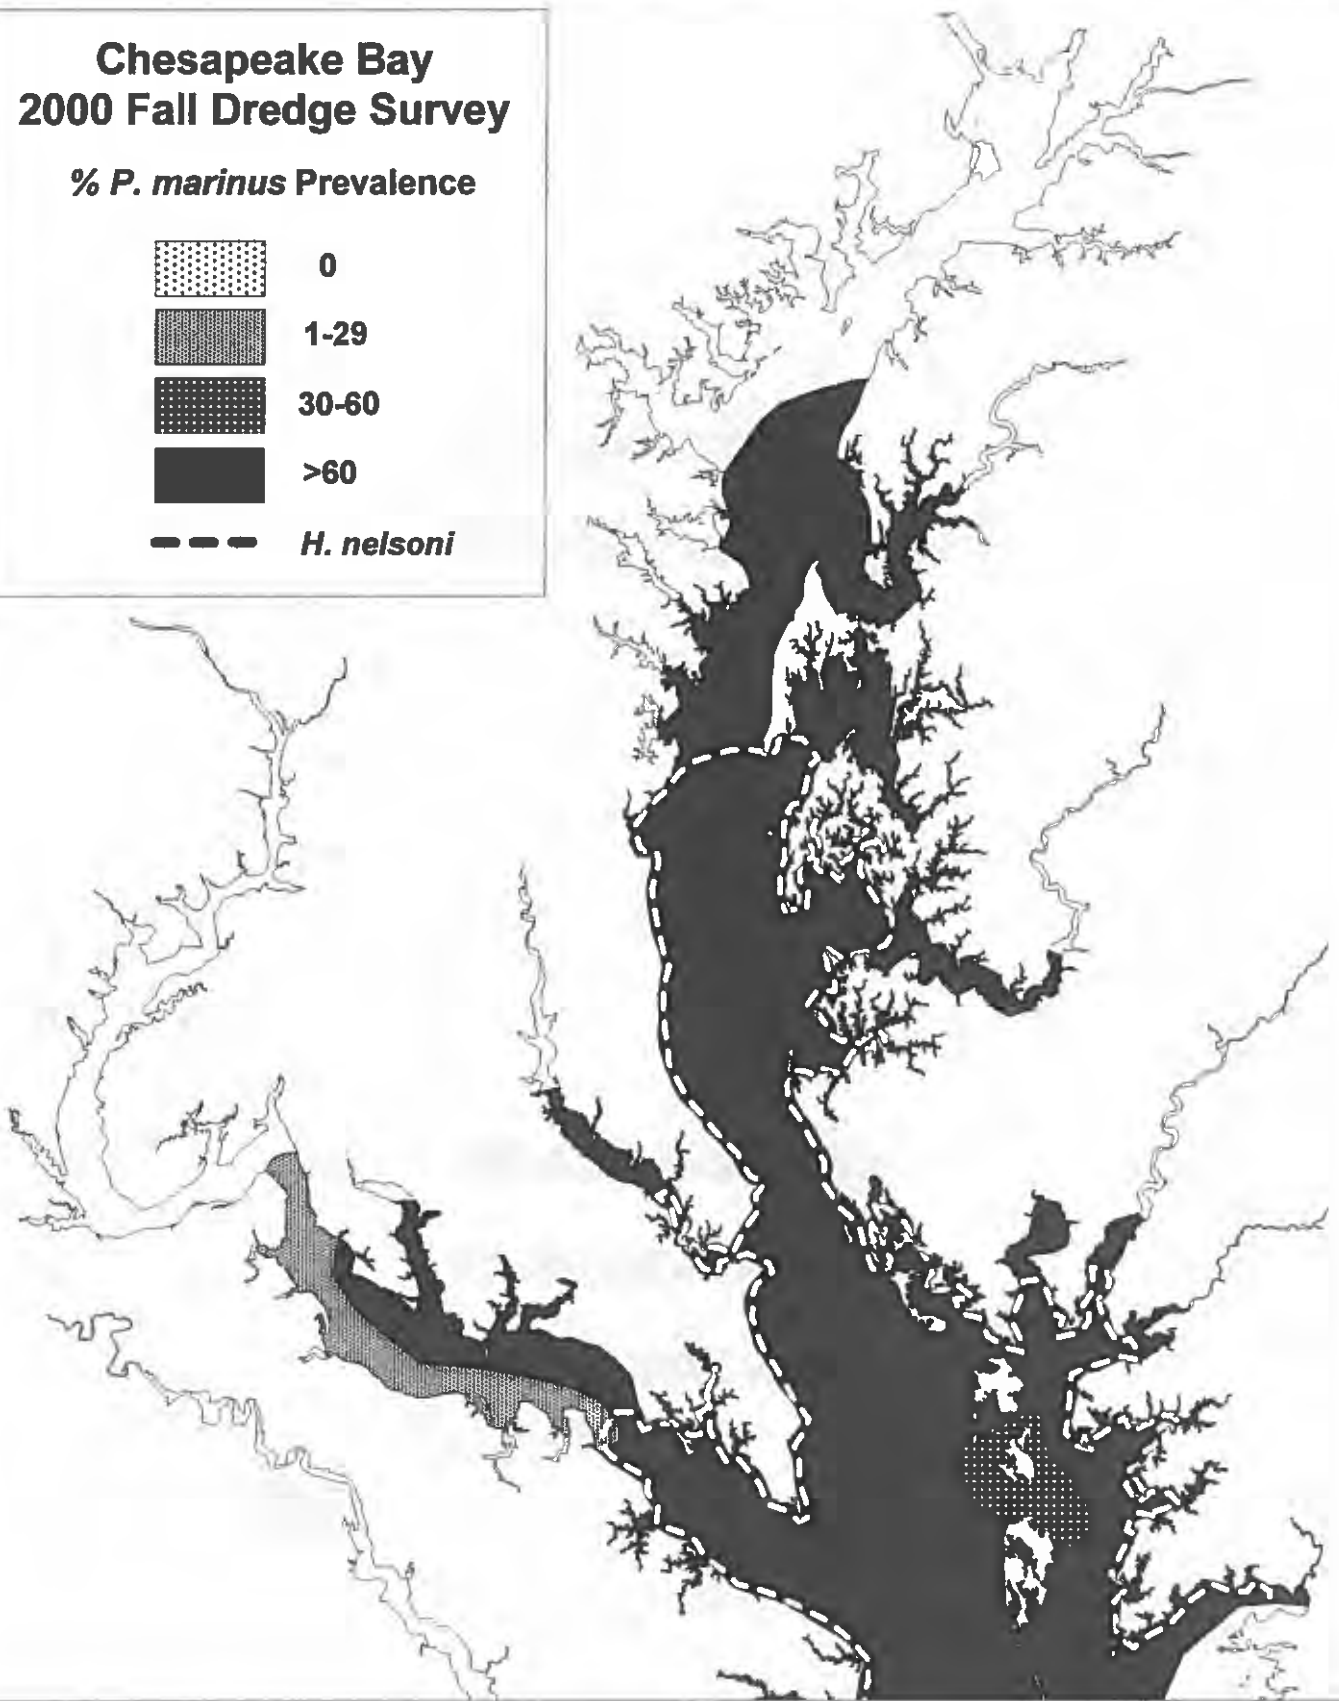 Chesapeake Bay
2000 Fall Dredge Survey
% P. marinus Prevalence
0
1-29
30-60
>60
H. nelsoni